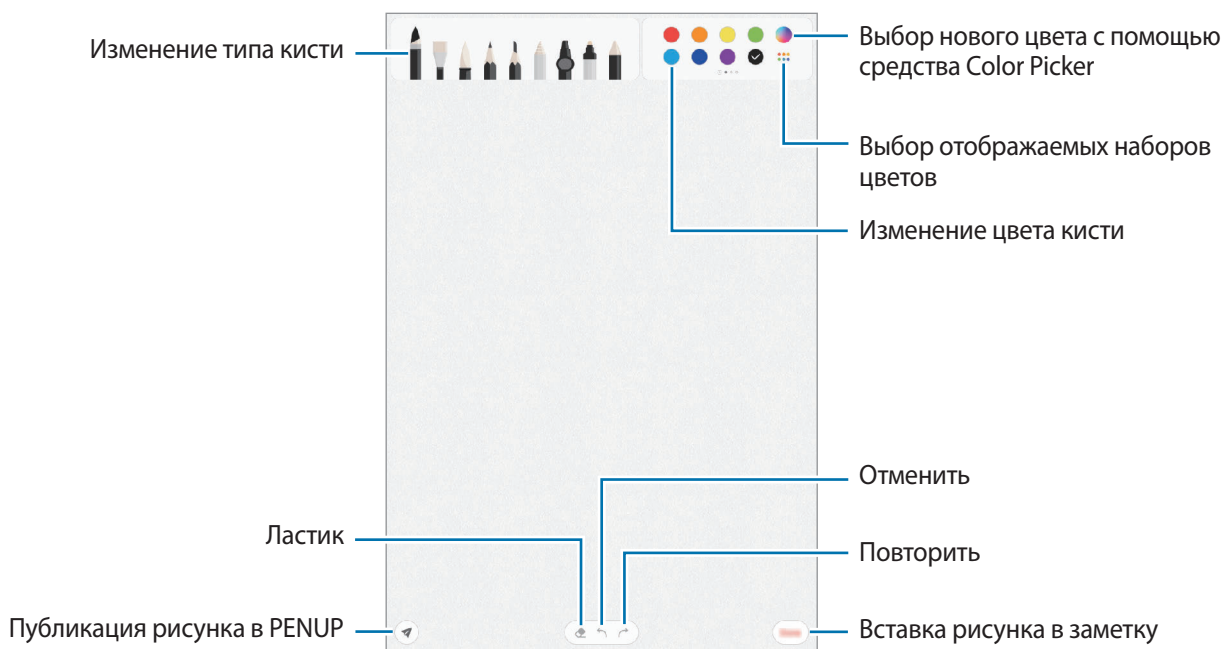 Изменение типа кисти
Выбор нового цвета с помощью
средства Color Picker
Выбор отображаемых наборов
цветов
Изменение цвета кисти
Отменить
Ластик
Повторить
Публикация рисунка в PENUP
Вставка рисунка в заметку